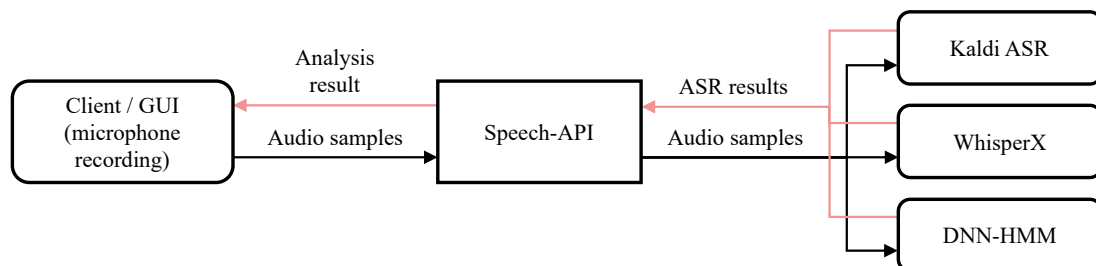 Client / GUI
(microphone
recording)
Analysis
result
Audio samples
Speech-API
ASR results
Audio samples
Kaldi ASR
WhisperX
DNN-HMM